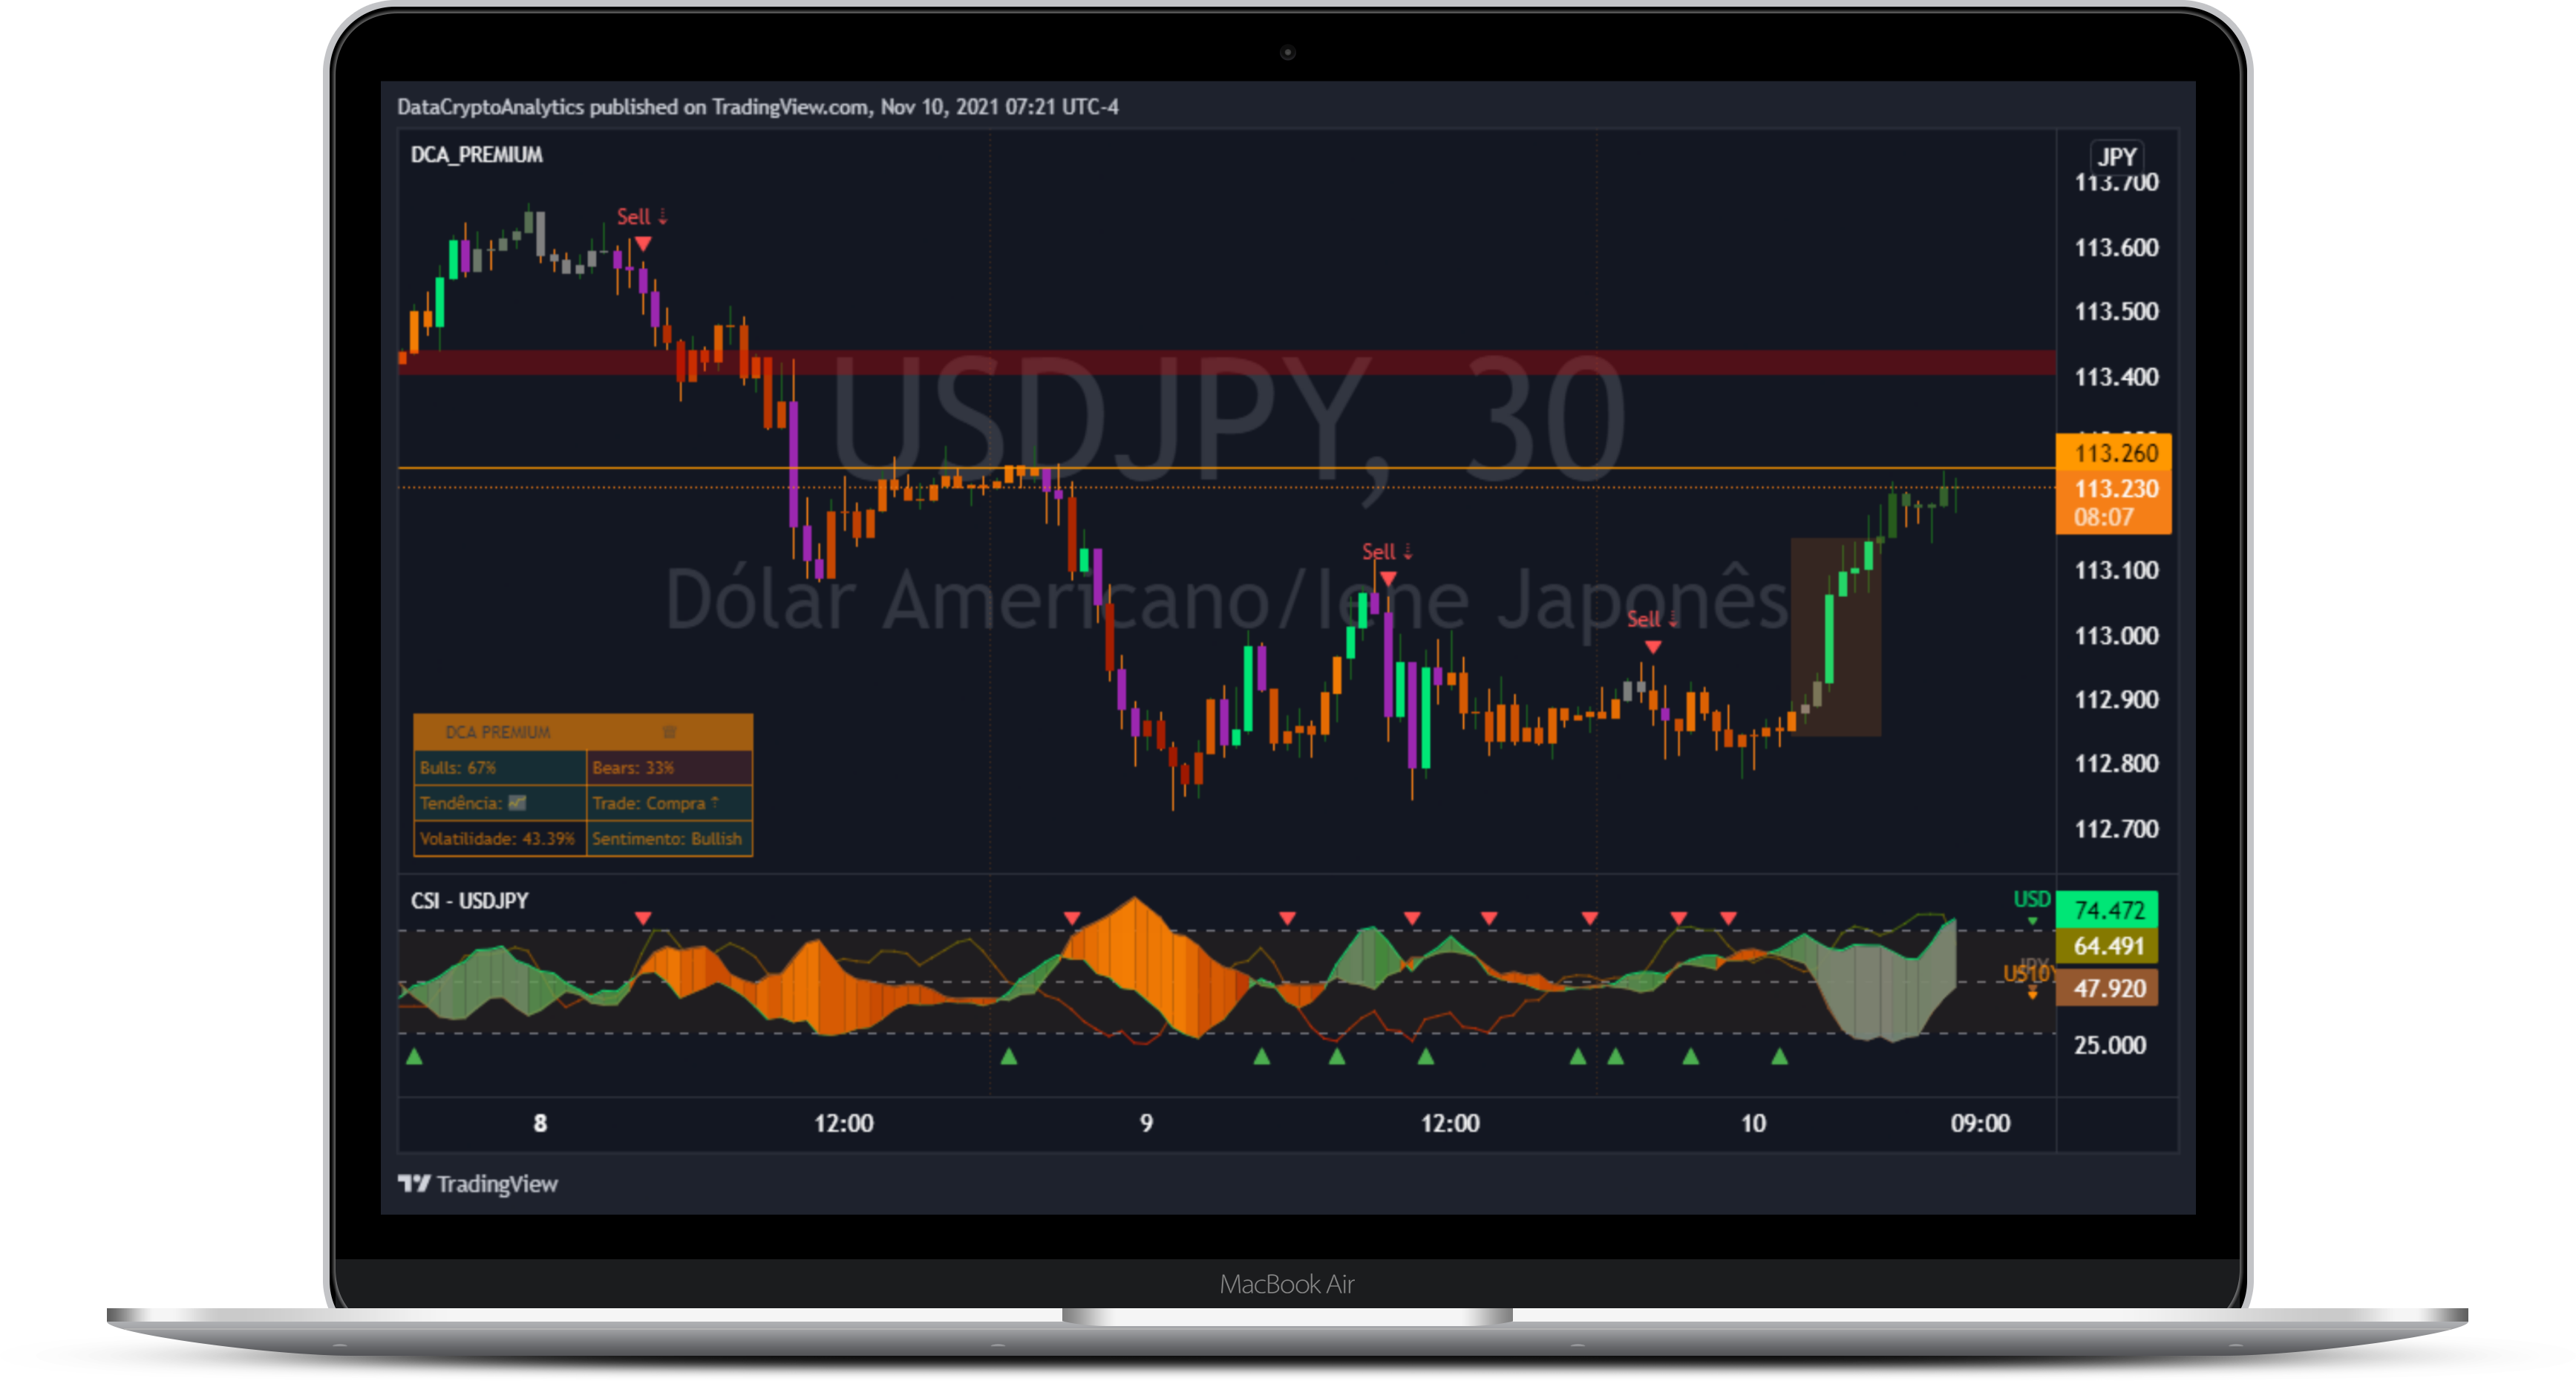 DataCryptoAnalytics published on TradingView.com, Nov 10, 2021 07:21 UTC-4
DCA_PREMIUM
JPY
113.700
Sell ⇣
113.600
113.500
USDJPY, 30
113.400
113.260
113.230
08:07
Sell ⇣
113.100
Dólar Americano/Iene Japonês
Sell ⇣
113.000
112.900
DCA PREMIUM
Bulls: 67%
Bears: 33%
112.800
Tendência:
Trade: Compra ⇡
112.700
Volatilidade: 43.39%
Sentimento: Bullish
CSI - USDJPY
USD
74.472
64.491
JPY
47.920
25.000
8
12:00
9
12:00
10
09:00
TradingView
MacBook Air